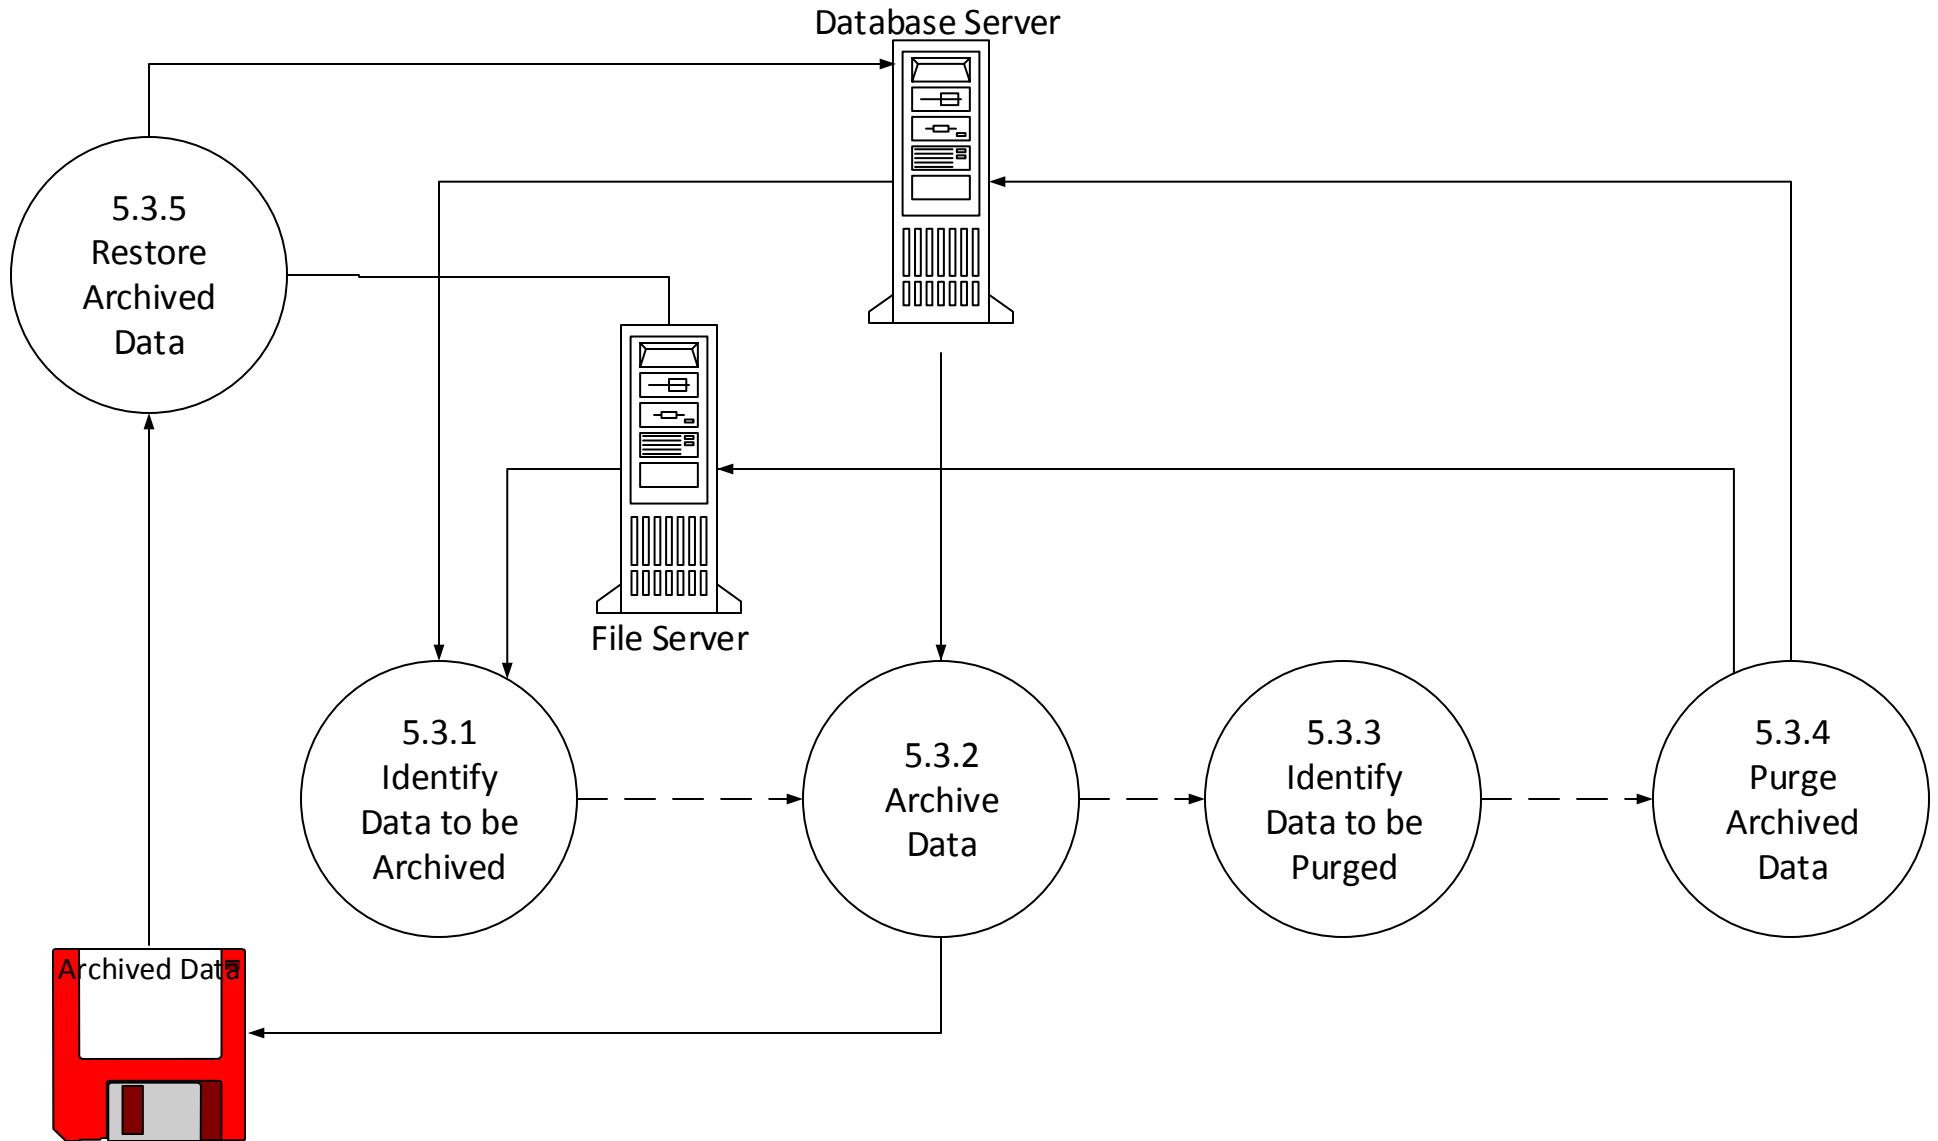 Database Server
5.3.5
Restore
Archived
Data
File Server
5.3.1
Identify
Data to be
Archived
5.3.2
Archive
Data
5.3.3
Identify
Data to be
Purged
5.3.4
Purge
Archived
Data
Archived Data